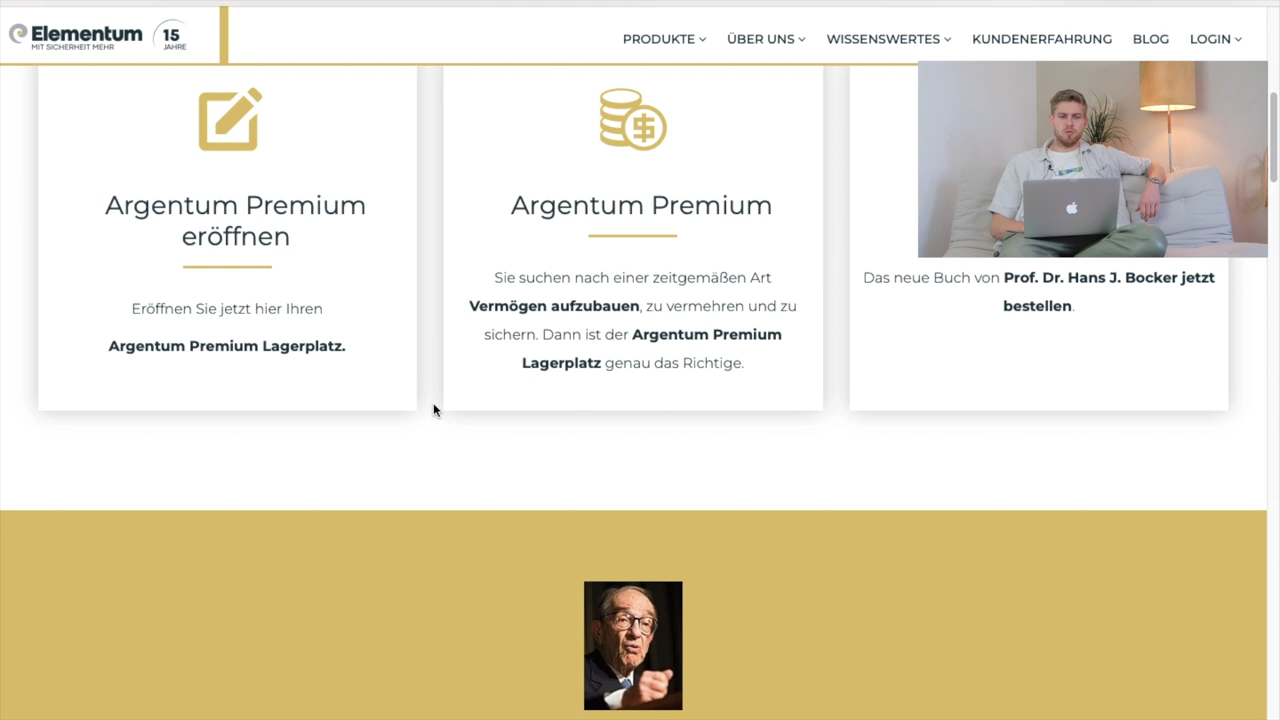 Elementum
MIT SICHERHEIT MEHR
15
JAHRE
PRODUKTE
ÜBER UNS
WISSENSWERTES
KUNDENERFAHRUNG
BLOG
LOGIN
Argentum Premium
eröffnen
Eröffnen Sie jetzt hier Ihren
Argentum Premium Lagerplatz.
Argentum Premium
Sie suchen nach einer zeitgemäßen Art
Vermögen aufzubauen, zu vermehren und zu
sichern. Dann ist der Argentum Premium
Lagerplatz genau das Richtige.
Das neue Buch von Prof. Dr. Hans J. Bocker jetzt
bestellen.